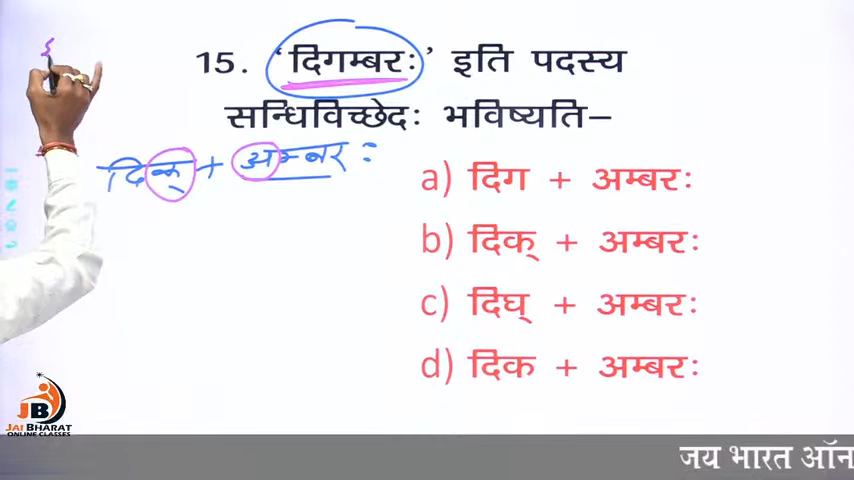 15. 'दिगम्बरः' इति पदस्य
सन्धिविच्छेदः भविष्यति–
दिक् + अम्बर :
a) दिग + अम्बरः
b) दिक् + अम्बरः
c) दिघ् + अम्बरः
d) दिक + अम्बरः
JB
JAI BHARAT
ONLINE CLASSES
जय भारत ऑन